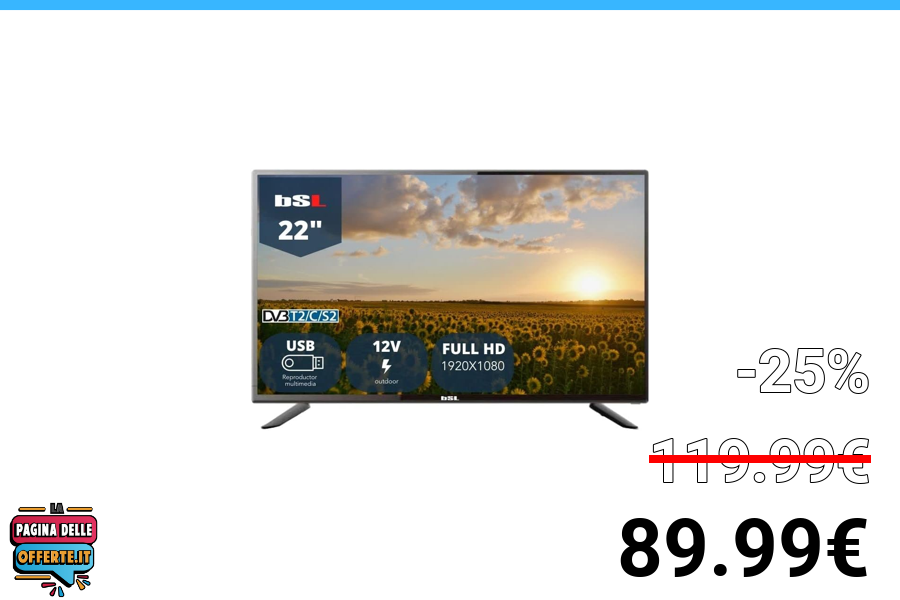 bSL
22"
DVB T2/C/S2
USB
Reproductor
multimedia
12V
outdoor
FULL HD
1920X1080
bSL
-25%
119.99€
89.99€
LA
PAGINA DELLE
OFFERTE.IT